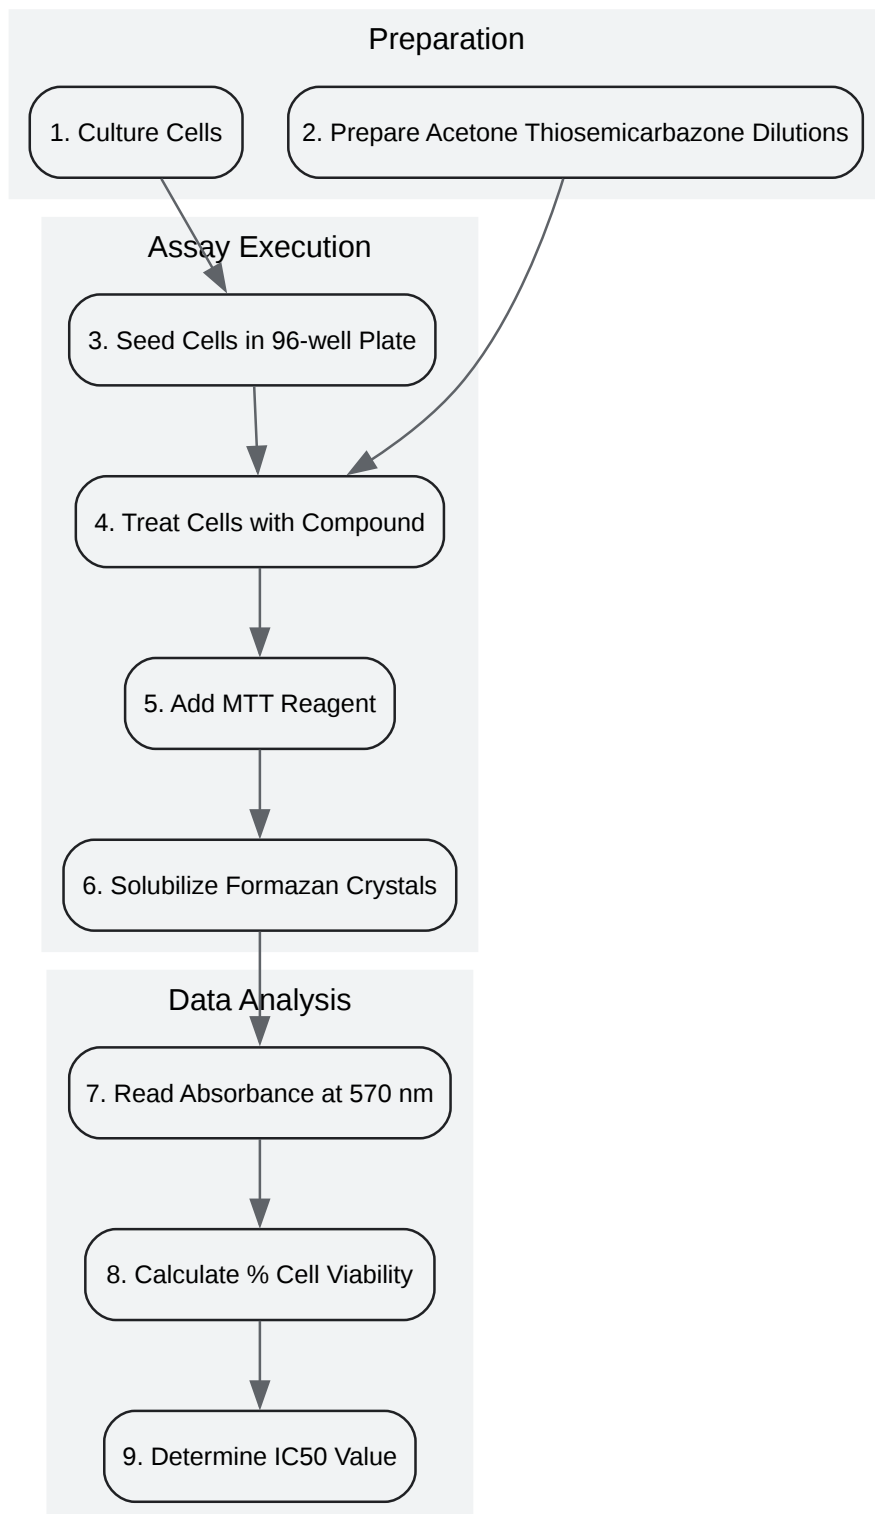 Preparation
1. Culture Cells
2. Prepare Acetone Thiosemicarbazone Dilutions
Assay Execution
3. Seed Cells in 96-well Plate
4. Treat Cells with Compound
5. Add MTT Reagent
6. Solubilize Formazan Crystals
Data Analysis
7. Read Absorbance at 570 nm
8. Calculate % Cell Viability
9. Determine IC50 Value